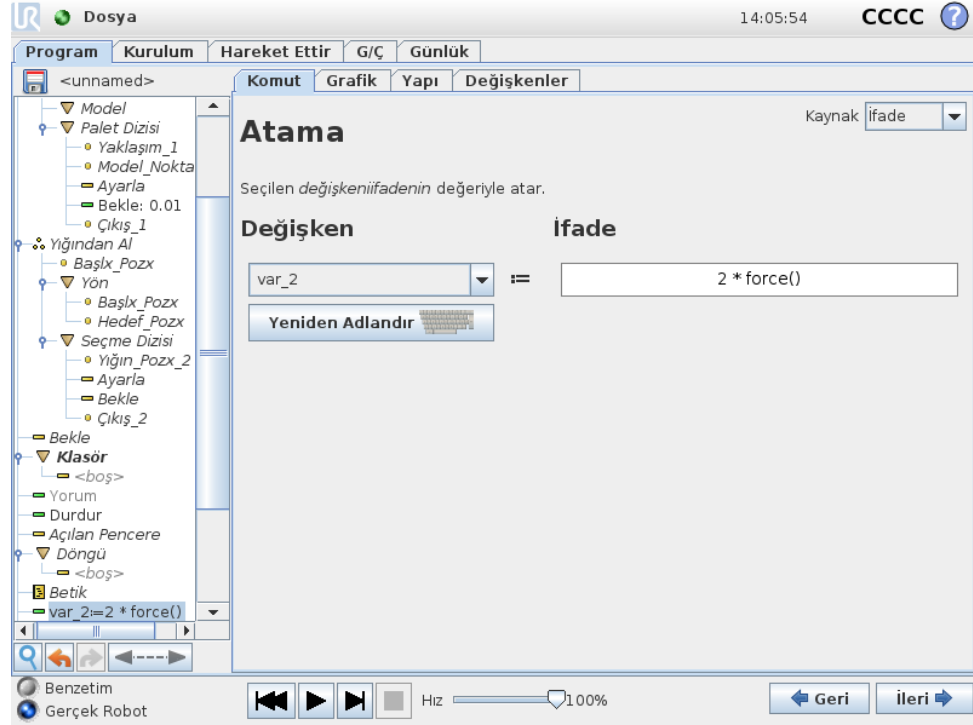 UR Dosya 14:05:54 CCCC ?
Program Kurulum Hareket Ettir G/Ç Günlük
<unnamed>
Model
Palet Dizisi
Yaklaşım_1
Model_Nokta
Ayarla
Bekle: 0.01
Çıkış_1
Yığından Al
Başlx_Pozx
Yön
Başlx_Pozx
Hedef_Pozx
Seçme Dizisi
Yığın_Pozx_2
Ayarla
Bekle
Çıkış_2
Bekle
Klasör
<boş>
Yorum
Durdur
Açılan Pencere
Döngü
<boş>
Betik
var_2:=2 * force()
Komut Grafik Yapı Değişkenler
Kaynak İfade
Atama
Seçilen değişkeniifadenin değeriyle atar.
Değişken İfade
var_2 := 2 * force()
Yeniden Adlandır
Benzetim
Gerçek Robot
Hız 100%
Geri İleri